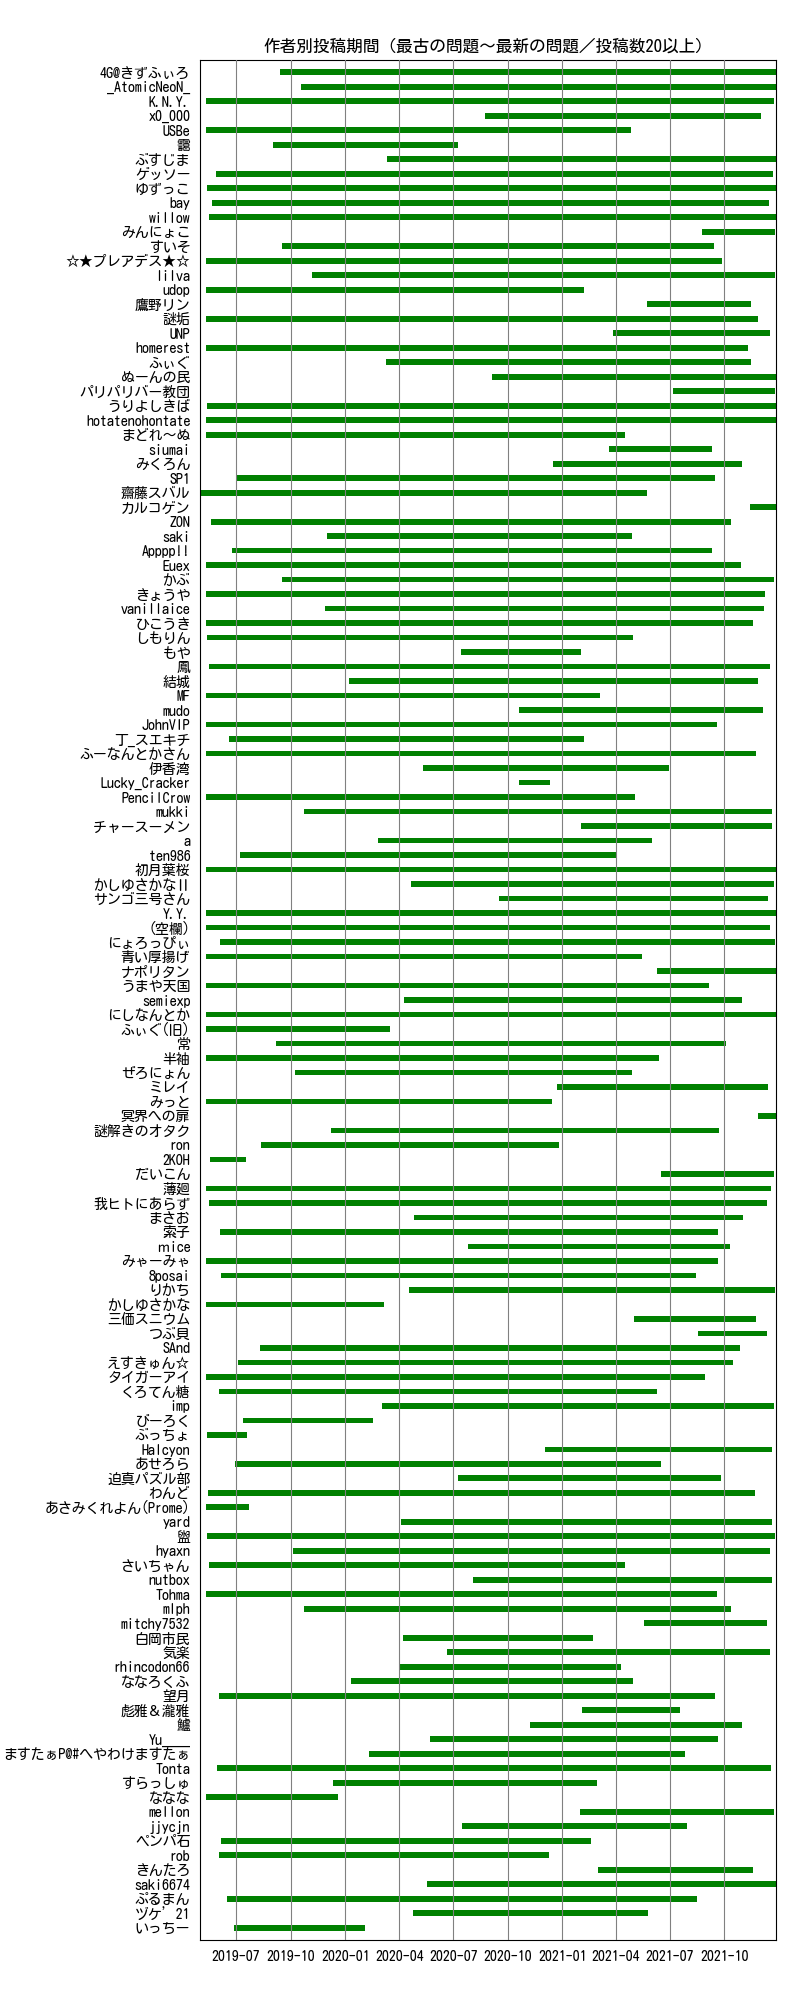 作者別投稿期間（最古の問題～最新の問題／投稿数20以上）
4G@きずふぃろ
_AtomicNeoN_
K.N.Y.
x0_000
USBe
ぷすじま
ゲッソー
ゆずっこ
bay
willow
みんにょこ
すいそ
☆★プレアデス★☆
lilva
udop
鷹野リン
謎垢
UNP
homerest
ふぃぐ
ぬーんの民
パリパリバー教団
うりよしきば
hotatenohontate
まどれ～ぬ
siumai
みくろん
SP1
齋藤スバル
カルコゲン
ZON
saki
Apppp11
Euex
かぶ
きょうや
vanillaice
ひこうき
しもりん
もや
鳳
結城
MF
mudo
JohnVIP
丁_スエキチ
ふーなんとかさん
伊香湾
Lucky_Cracker
PencilCrow
mukki
チャースーメン
a
ten986
初月葉桜
かしゆさかなⅡ
サンゴ三号さん
Y.Y.
(空欄)
にょろっぴぃ
青い厚揚げ
ナポリタン
うまや天国
semiexp
にしなんとか
ふぃぐ(旧)
常
半袖
ぜろにょん
ミレイ
みっと
冥界への扉
謎解きのオタク
ron
2KOH
だいこん
薄廻
我ヒトにあらず
まさお
索子
mice
みゃーみゃ
8posai
りかち
かしゆさかな
三価スニウム
つぶ貝
SAnd
えすきゅん☆
タイガーアイ
くろてん糖
imp
びーろく
ぷっちょ
Halcyon
あせろら
迫真パズル部
わんど
あさみくれよん(Prome)
yard
盥
hyaxn
さいちゃん
nutbox
Tohma
mlph
mitchy7532
白岡市民
気楽
rhincodon66
ななろくふ
望月
彪雅＆瀧雅
鱸
Yu____
ますたぁP@#へやわけますたぁ
Tonta
すらっしゅ
ななな
mellon
jjycjn
ペンパ石
rob
きんたろ
saki6674
ぷるまん
ヅケ’21
いっちー
2019-07 2019-10 2020-01 2020-04 2020-07 2020-10 2021-01 2021-04 2021-07 2021-10